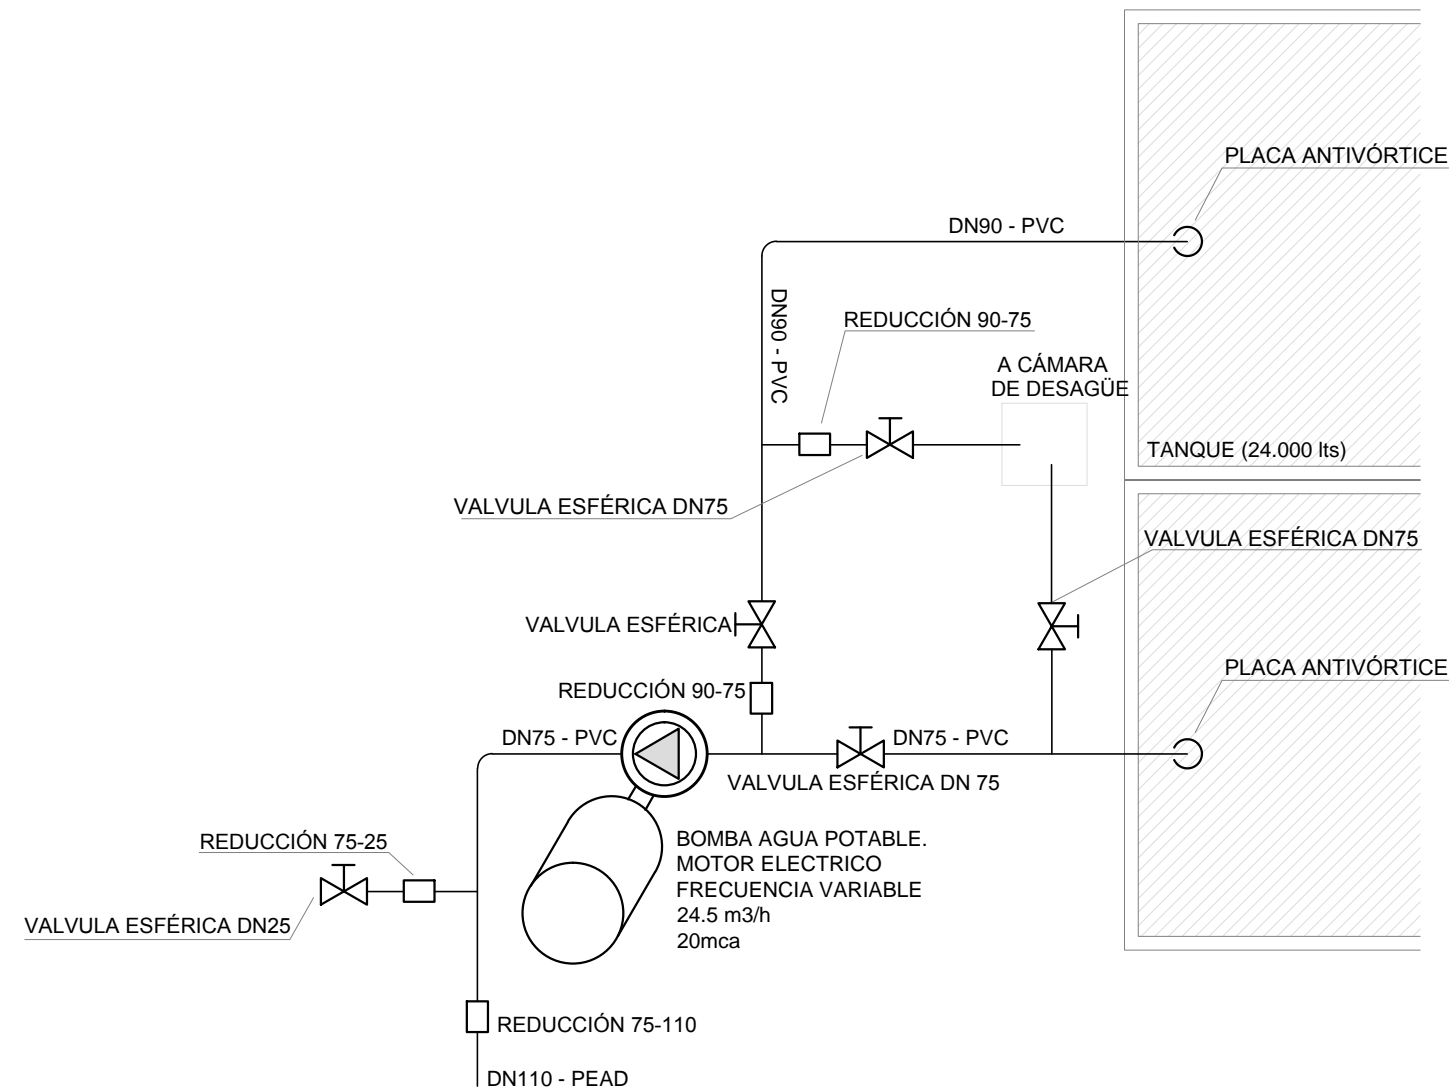 PLACA ANTIVÓRTICE
DN90 - PVC
DN90 - PVC
REDUCCIÓN 90-75
A CÁMARA
DE DESAGÜE
TANQUE (24.000 lts)
VALVULA ESFÉRICA DN75
VALVULA ESFÉRICA DN75
VALVULA ESFÉRICA
PLACA ANTIVÓRTICE
REDUCCIÓN 90-75
DN75 - PVC
DN75 - PVC
VALVULA ESFÉRICA DN 75
REDUCCIÓN 75-25
BOMBA AGUA POTABLE.
MOTOR ELECTRICO
FRECUENCIA VARIABLE
24.5 m3/h
20mca
VALVULA ESFÉRICA DN25
REDUCCIÓN 75-110
DN110 - PEAD